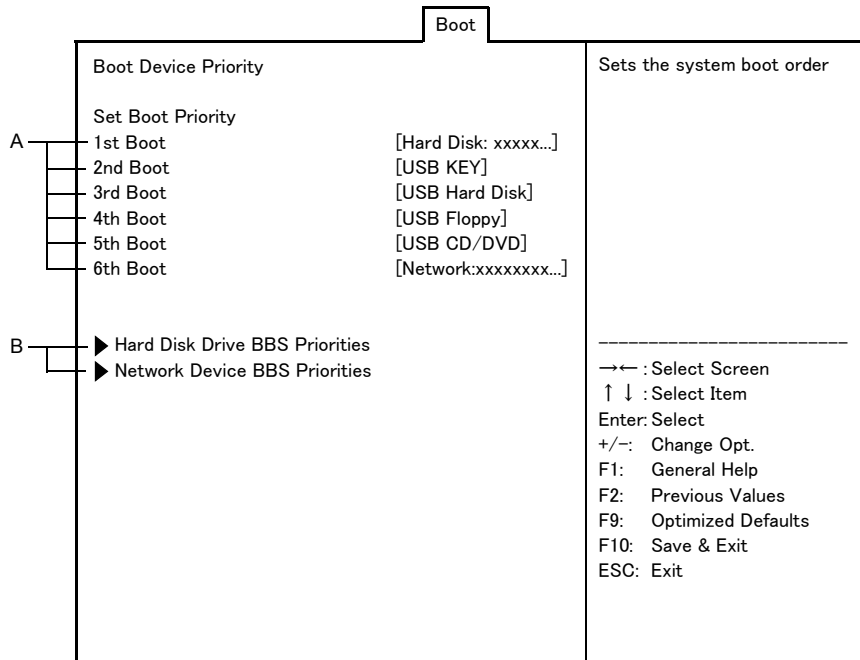 Boot
Boot Device Priority
Sets the system boot order
Set Boot Priority
A
1st Boot [Hard Disk: xxxxx...]
2nd Boot [USB KEY]
3rd Boot [USB Hard Disk]
4th Boot [USB Floppy]
5th Boot [USB CD/DVD]
6th Boot [Network:xxxxxxxx...]
B
▶ Hard Disk Drive BBS Priorities
▶ Network Device BBS Priorities
-------------------------
→← : Select Screen
↑ ↓ : Select Item
Enter: Select
+/-: Change Opt.
F1: General Help
F2: Previous Values
F9: Optimized Defaults
F10: Save & Exit
ESC: Exit